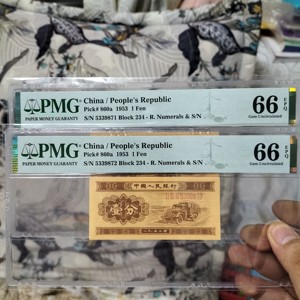 PMG
PAPER MONEY GUARANTY
China / People's Republic
Pick# 860a 1953 1 Fen
S/N 5339871 Block 234 - R. Numerals & S/N
66 EPQ
Gem Uncirculated
PMG
PAPER MONEY GUARANTY
China / People's Republic
Pick# 860a 1953 1 Fen
S/N 5339872 Block 234 - R. Numerals & S/N
66 EPQ
Gem Uncirculated
中國人民銀行
壹分